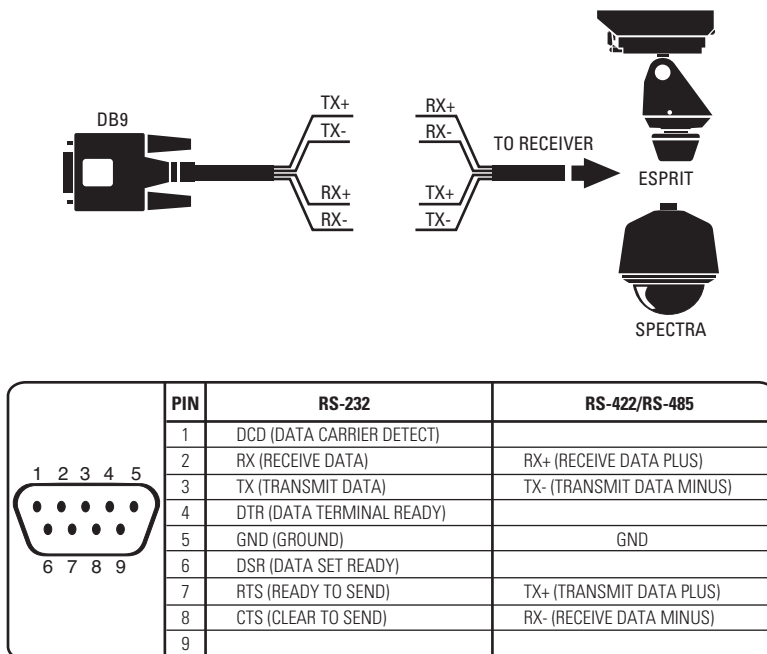 DB9
TX+
TX-
RX+
RX-
RX+
RX-
TX+
TX-
TO RECEIVER
ESPRIT
SPECTRA
1 2 3 4 5
6 7 8 9
PIN RS-232 RS-422/RS-485
1 DCD (DATA CARRIER DETECT)
2 RX (RECEIVE DATA) RX+ (RECEIVE DATA PLUS)
3 TX (TRANSMIT DATA) TX- (TRANSMIT DATA MINUS)
4 DTR (DATA TERMINAL READY)
5 GND (GROUND) GND
6 DSR (DATA SET READY)
7 RTS (READY TO SEND) TX+ (TRANSMIT DATA PLUS)
8 CTS (CLEAR TO SEND) RX- (RECEIVE DATA MINUS)
9